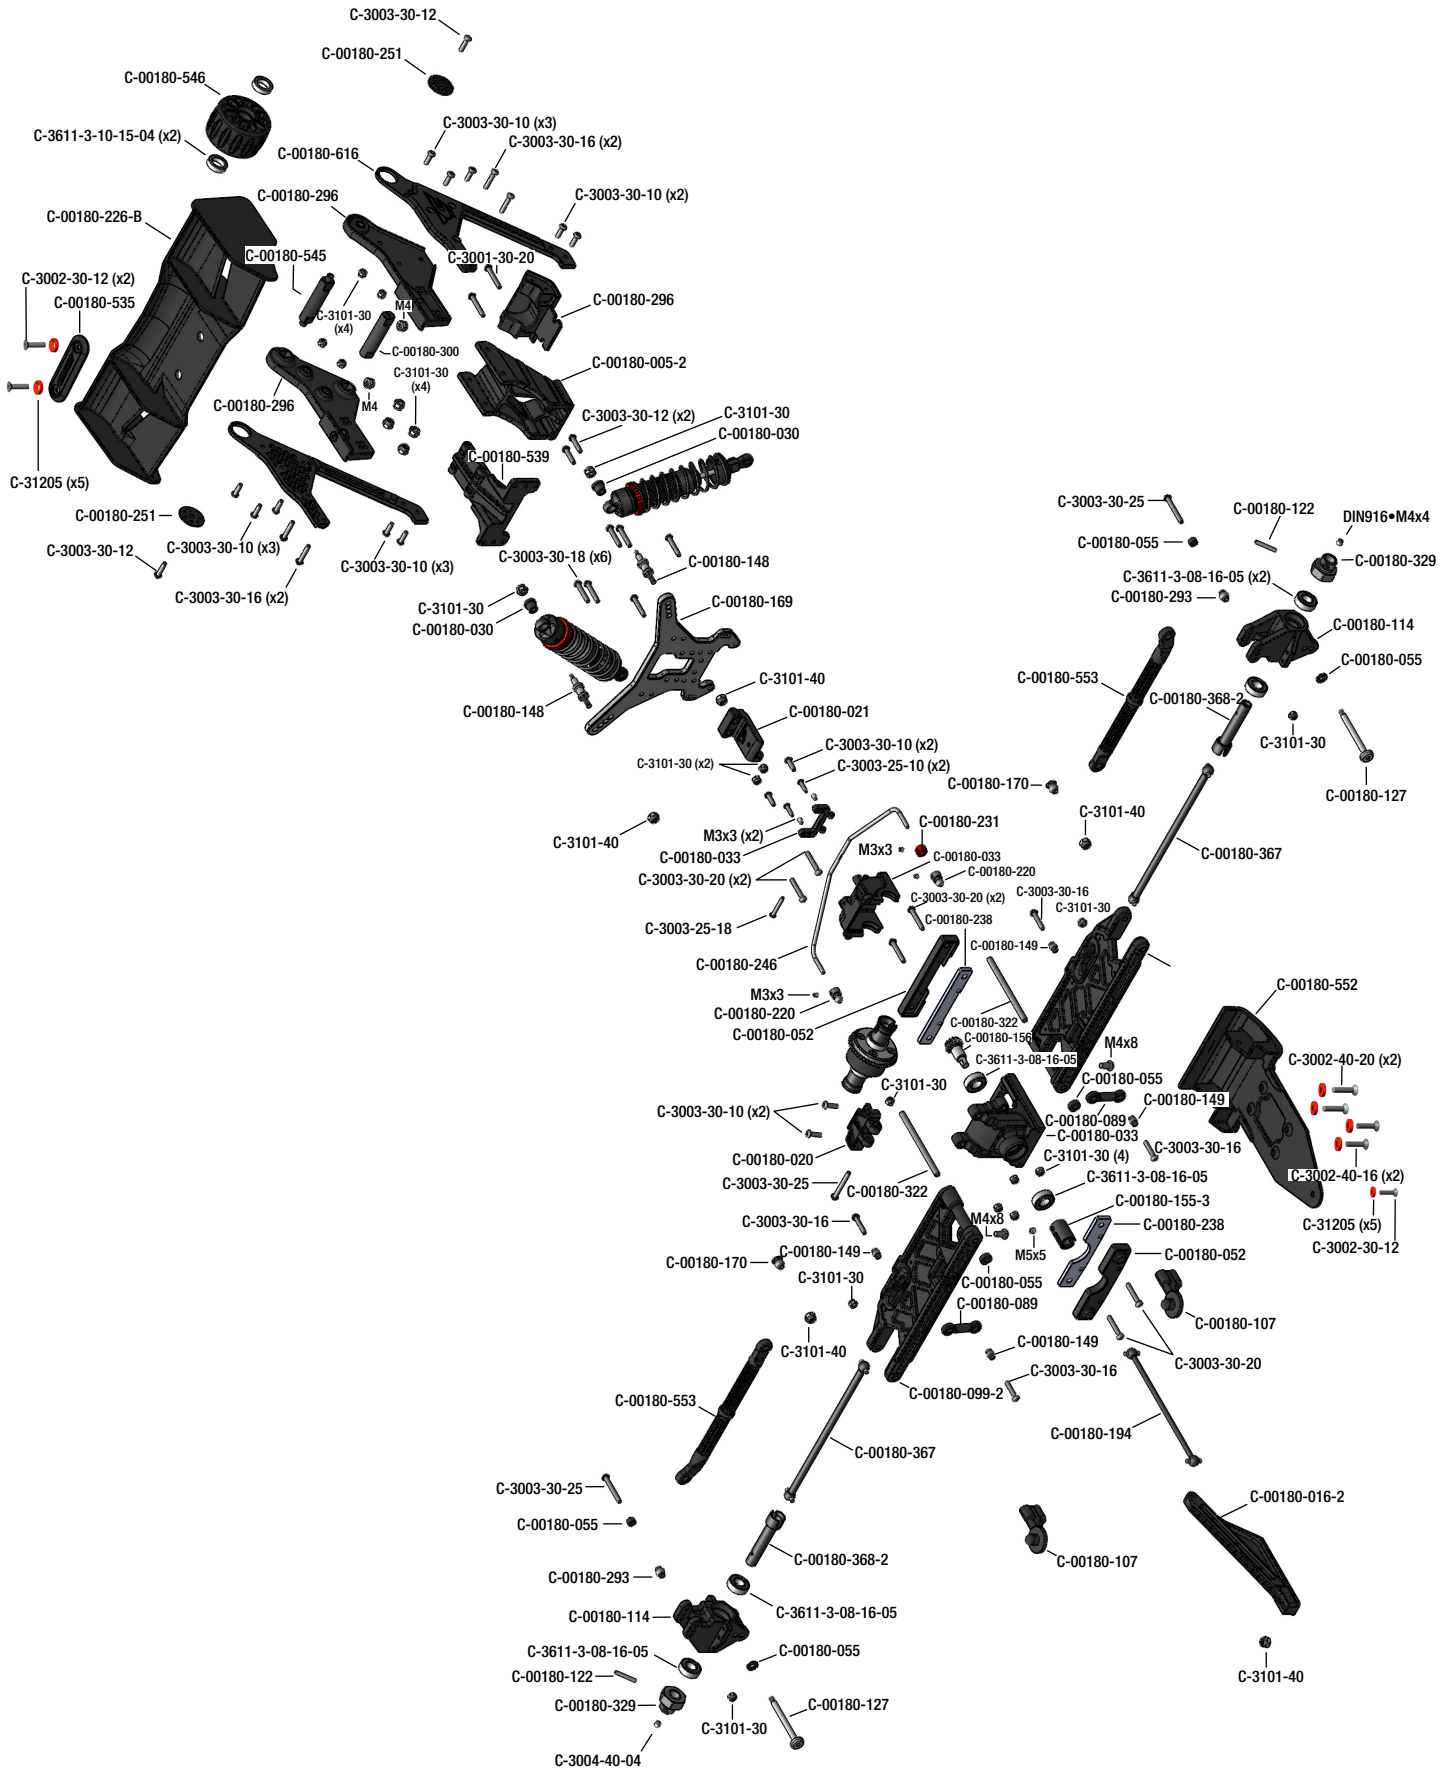 C-3003-30-12
C-00180-251
C-00180-546
C-3611-3-10-15-04 (x2)
C-3003-30-10 (x3)
C-3003-30-16 (x2)
C-00180-616
C-3003-30-10 (x2)
C-00180-296
C-00180-226-B
C-00180-545
C-3001-30-20
C-3002-30-12 (x2)
C-00180-535
C-00180-296
C-3101-30
(x4)
M4
C-00180-300
C-00180-005-2
C-3101-30
(x4)
C-00180-296
M4
C-3003-30-12 (x2)
C-3101-30
C-00180-030
C-00180-539
C-31205 (x5)
C-00180-251
C-3003-30-12
C-3003-30-10 (x3)
C-3003-30-10 (x3)
C-3003-30-16 (x2)
C-3003-30-18 (x6)
C-00180-148
C-3101-30
C-00180-030
C-00180-169
C-3003-30-25
C-00180-122
DIN916•M4x4
C-00180-055
C-00180-329
C-3611-3-08-16-05 (x2)
C-00180-293
C-00180-114
C-00180-055
C-00180-553
C-00180-368-2
C-3101-30
C-00180-127
C-3101-40
C-00180-148
C-00180-021
C-3003-30-10 (x2)
C-3101-30 (x2)
C-3003-25-10 (x2)
C-00180-170
C-3101-40
C-00180-367
C-3101-40
M3x3 (x2)
C-00180-033
C-00180-231
M3x3
C-00180-033
C-00180-220
C-3003-30-20 (x2)
C-3003-30-20 (x2)
C-3003-30-16
C-3101-30
C-00180-238
C-3003-25-18
C-00180-149
C-00180-246
M3x3
C-00180-220
C-00180-052
C-00180-322
C-00180-156
C-3611-3-08-16-05
C-00180-552
M4x8
C-3002-40-20 (x2)
C-00180-055
C-3101-30
C-00180-149
C-00180-089
C-00180-033
C-3003-30-10 (x2)
C-3003-30-16
C-00180-020
C-3101-30 (4)
C-3002-40-16 (x2)
C-3611-3-08-16-05
C-3003-30-25
C-00180-322
C-00180-155-3
C-31205 (x5)
C-3002-30-12
C-3003-30-16
M4x8
C-00180-238
C-00180-149
M5x5
C-00180-052
C-00180-170
C-3101-30
C-00180-055
C-00180-089
C-00180-107
C-3101-40
C-00180-149
C-3003-30-20
C-3003-30-16
C-00180-099-2
C-00180-553
C-00180-194
C-00180-367
C-3003-30-25
C-00180-016-2
C-00180-055
C-00180-368-2
C-00180-107
C-00180-293
C-00180-114
C-3611-3-08-16-05
C-3611-3-08-16-05
C-00180-055
C-00180-122
C-3101-40
C-00180-329
C-00180-127
C-3101-30
C-3004-40-04